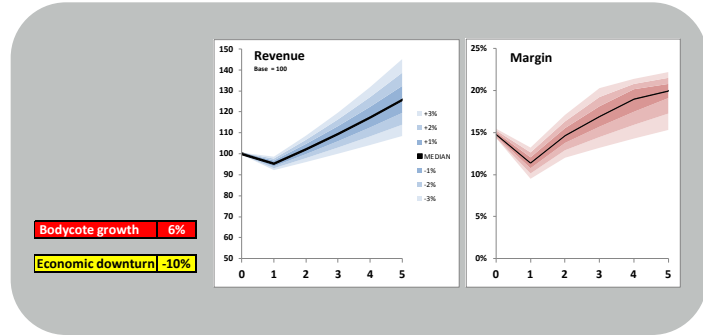 Revenue
Base = 100
150
140
130
120
110
100
90
80
70
60
50
0 1 2 3 4 5
+3%
+2%
+1%
MEDIAN
-1%
-2%
-3%
Margin
25%
20%
15%
10%
5%
0%
0 1 2 3 4 5
Bodycote growth 6%
Economic downturn -10%